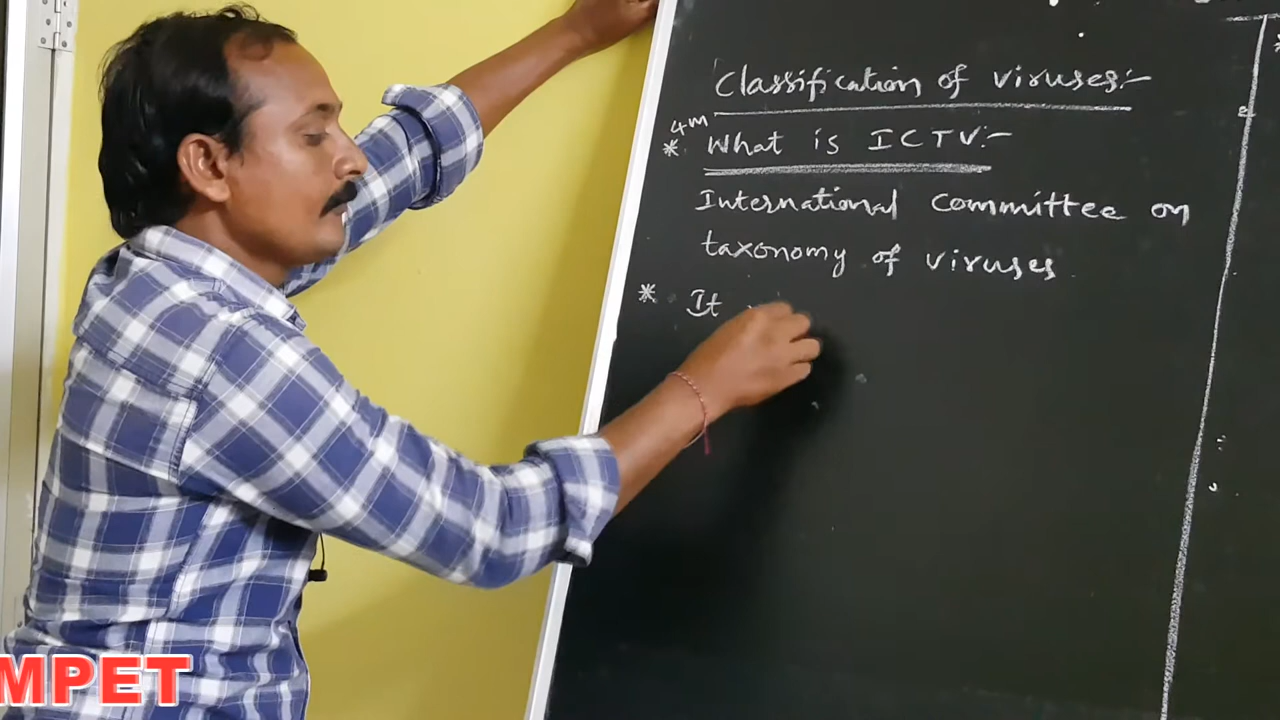 Classification of viruses:-
4m
* What is ICTV:-
International committee on
taxonomy of viruses
* It
MPET